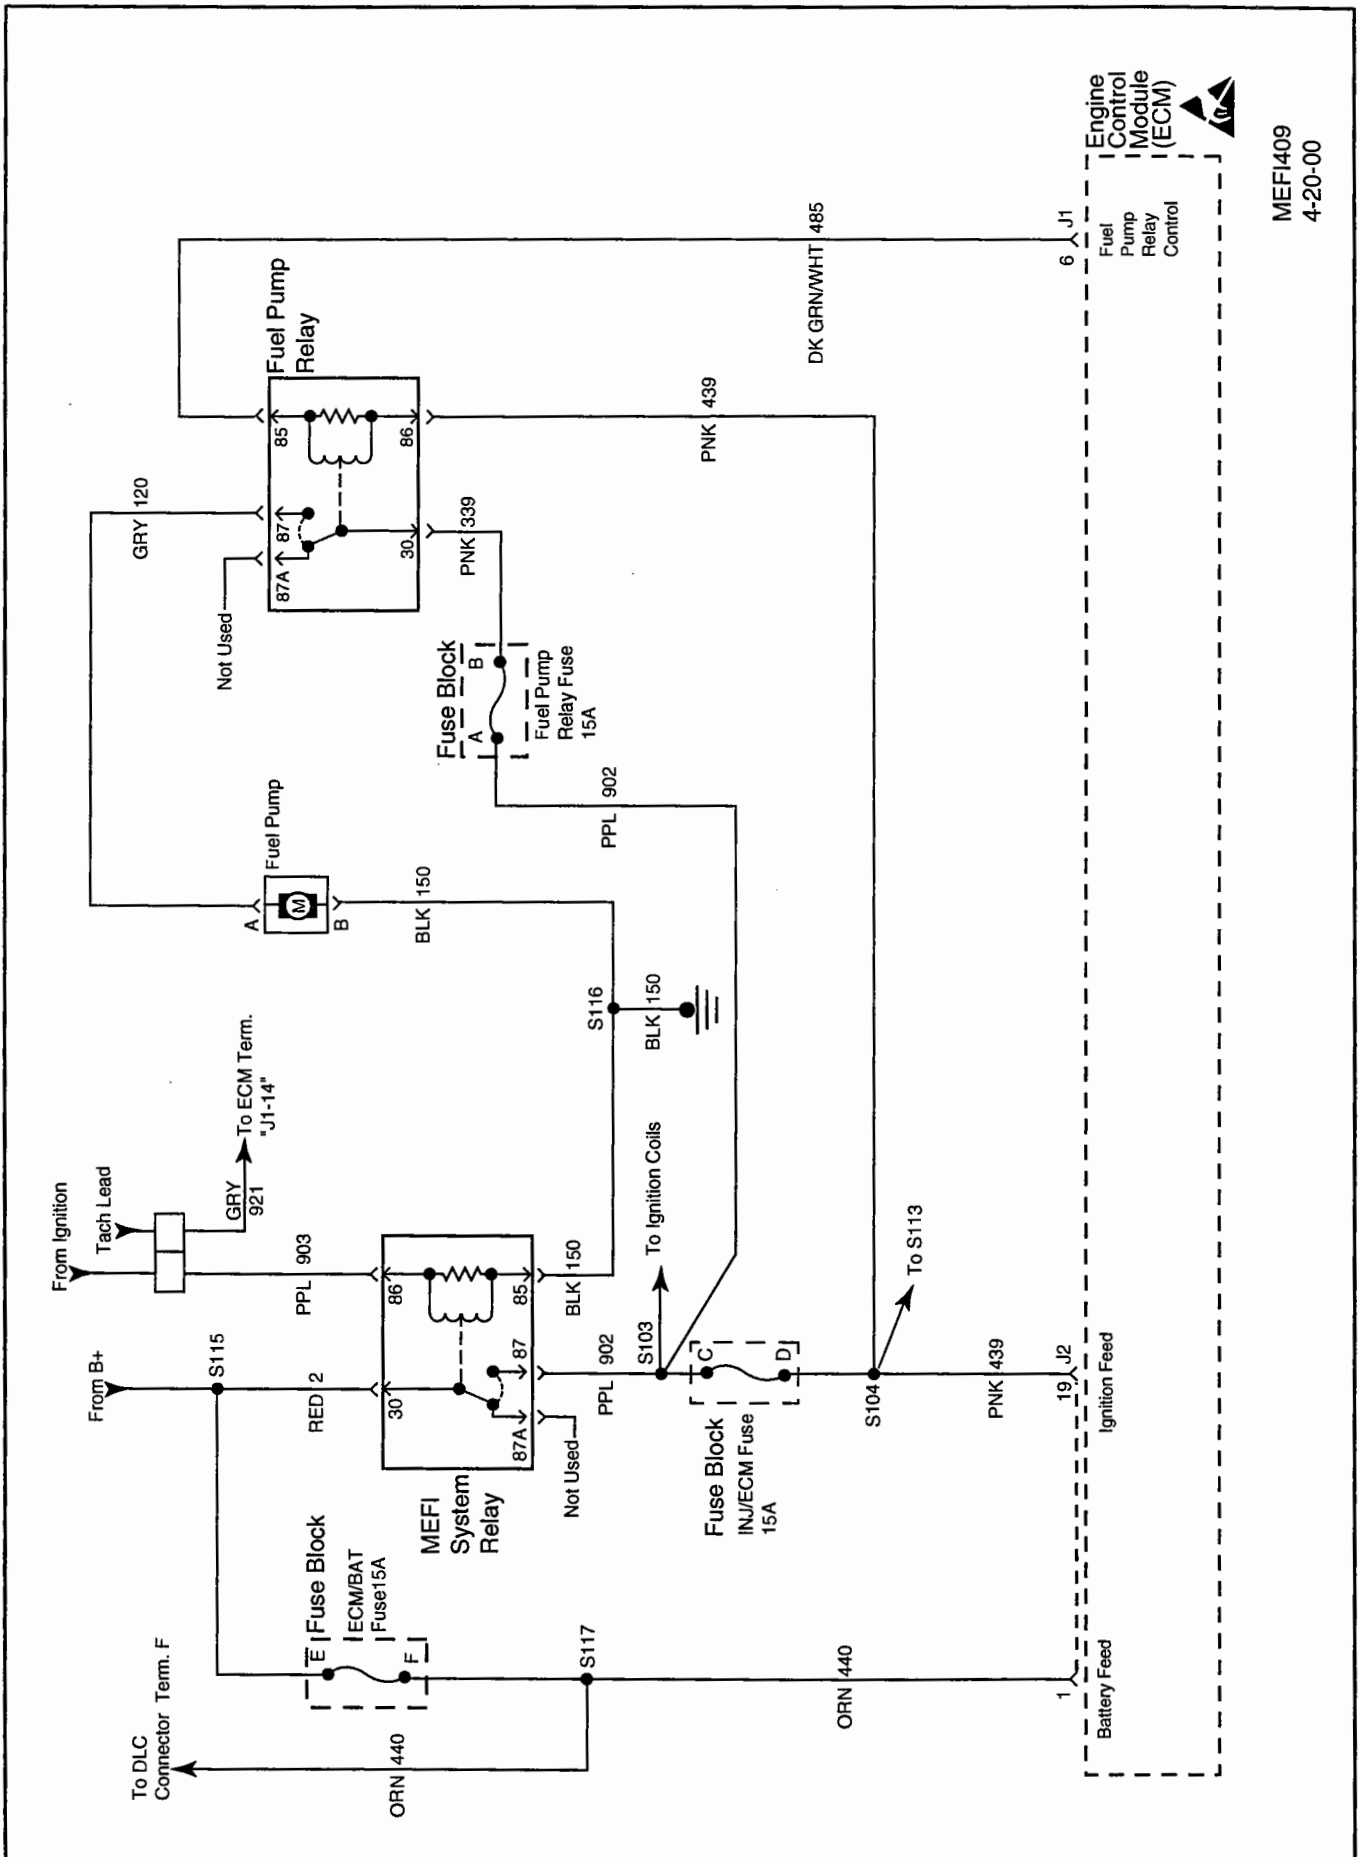 From Ignition
Tach Lead
To ECM Term.
"J1-14"
GRY
921
From B+
S115
PPL 903
RED 2
To DLC
Connector Term. F
ORN 440
Fuse Block
ECM/BAT
Fuse15A
E
F
S117
ORN 440
MEFI
System
Relay
30
86
87A
87
85
Not Used
PPL 902
BLK 150
S103
To Ignition Coils
Fuse Block
INJ/ECM Fuse
15A
C
D
S104
To S113
PNK 439
S116
BLK 150
Fuel Pump
A
B
M
BLK 150
GRY 120
Not Used
Fuel Pump
Relay
87A
87
85
30
86
PNK 339
Fuse Block
A
B
Fuel Pump
Relay Fuse
15A
PPL 902
PNK 439
DK GRN/WHT 485
1
19
J2
6
J1
Battery Feed
Ignition Feed
Fuel
Pump
Relay
Control
Engine
Control
Module
(ECM)
MEFI409
4-20-00